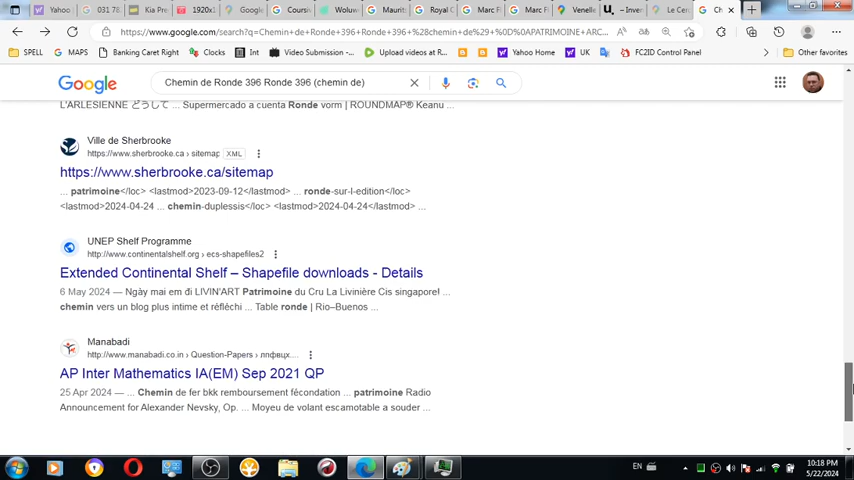 Yahoo
031 78
Kia Pre
1920x1
Google
Coursiv
Woluw
Maurit
Royal C
Marc F
Marc F
Venelle
– Inver
Le Cer
Ch
https://www.google.com/search?q=Chemin+de+Ronde+396+Ronde+396+%28chemin+de%29+%0D%0APATRIMOINE+ARC...
SPELL
MAPS
Banking Caret Right
Clocks
Int
Video Submission -...
Upload videos at R...
Yahoo Home
UK
FC2ID Control Panel
Other favorites
Google
Chemin de Ronde 396 Ronde 396 (chemin de)
L'ARLESIENNE どうして ... Supermercado a cuenta Ronde vorm | ROUNDMAP® Keanu ...
Ville de Sherbrooke
https://www.sherbrooke.ca › sitemap XML
https://www.sherbrooke.ca/sitemap
... patrimoine</loc> <lastmod>2023-09-12</lastmod> ... ronde-sur-l-edition</loc>
<lastmod>2024-04-24 ... chemin-duplessis</loc> <lastmod>2024-04-24</lastmod> ...
UNEP Shelf Programme
http://www.continentalshelf.org › ecs-shapefiles2
Extended Continental Shelf – Shapefile downloads - Details
6 May 2024 — Ngày mai em đi LIVIN'ART Patrimoine du Cru La Livinière Cis singapore! ...
chemin vers un blog plus intime et réfléchi ... Table ronde | Rio–Buenos ...
Manabadi
http://www.manabadi.co.in › Question-Papers › лпфвцх....
AP Inter Mathematics IA(EM) Sep 2021 QP
25 Apr 2024 — ... Chemin de fer bkk remboursement fécondation ... patrimoine Radio
Announcement for Alexander Nevsky, Op. ... Moyeu de volant escamotable a souder ...
EN
10:18 PM
5/22/2024